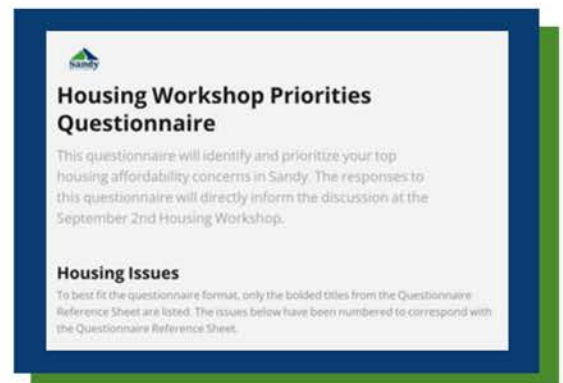 Sandy
Housing Workshop Priorities
Questionnaire
This questionnaire will identify and prioritize your top
housing affordability concerns in Sandy. The responses to
this questionnaire will directly inform the discussion at the
September 2nd Housing Workshop.
Housing Issues
To best fit the questionnaire format, only the bolded titles from the Questionnaire
Reference Sheet are listed. The issues below have been numbered to correspond with
the Questionnaire Reference Sheet.